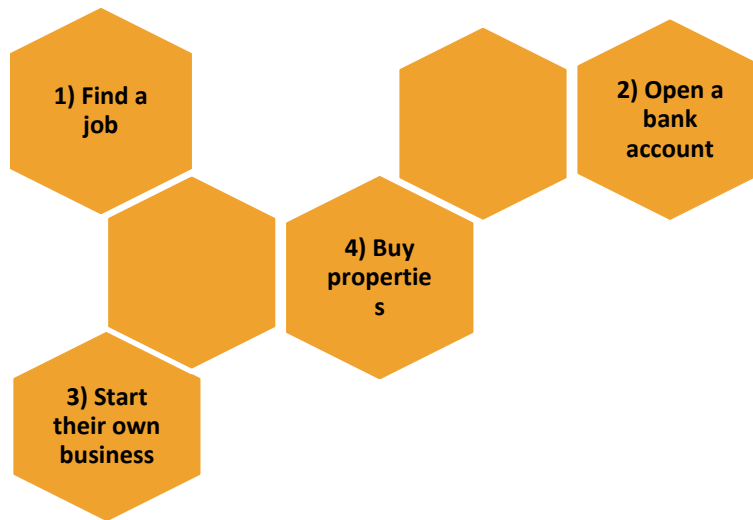 1) Find a
job
2) Open a
bank
account
4) Buy
propertie
s
3) Start
their own
business